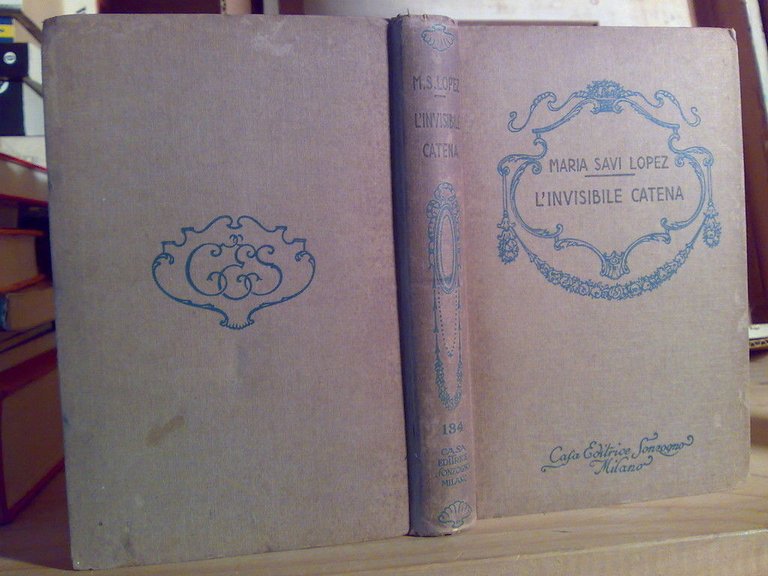 CES
M. S. LOPEZ
L'INVISIBILE
CATENA
134
CASA
EDITRICE
SONZOGNO
MILANO
MARIA SAVI LOPEZ
L'INVISIBILE CATENA
Casa Editrice Sonzogno
Milano